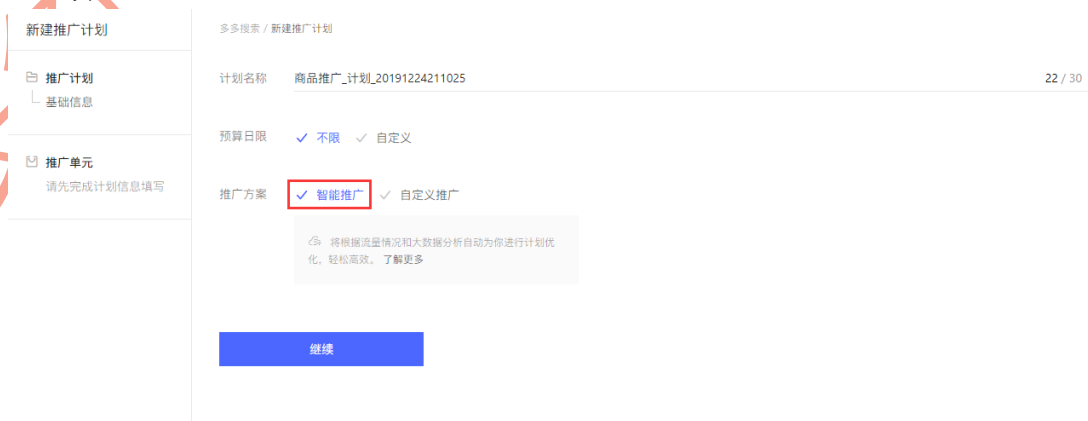 新建推广计划
推广计划
基础信息
推广单元
请先完成计划信息填写
多多搜索 / 新建推广计划
计划名称 商品推广_计划_20191224211025 22 / 30
预算日限 不限 自定义
推广方案 智能推广 自定义推广
将根据流量情况和大数据分析自动为你进行计划优
化，轻松高效。 了解更多
继续